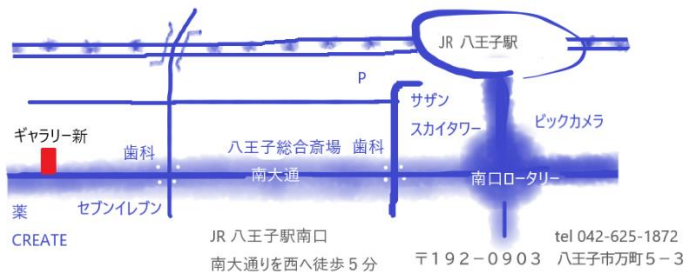 JR 八王子駅
P
サザン
スカイタワー
ビックカメラ
ギャラリー新
歯科
八王子総合斎場 歯科
南大通
南口ロータリー
薬
CREATE
セブンイレブン
JR 八王子駅南口
南大通りを西へ徒歩５分
tel 042-625-1872
〒１９２－０９０３ 八王子市万町５－３